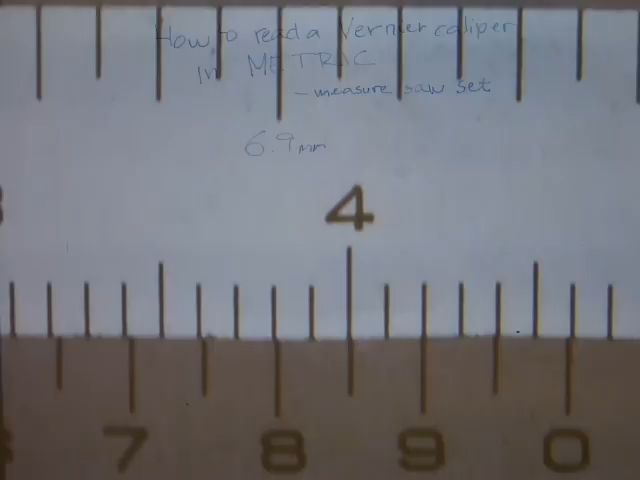 How to read a Vernier caliper
in METRIC
- measure saw set
6.9mm
4
7 8 9 0